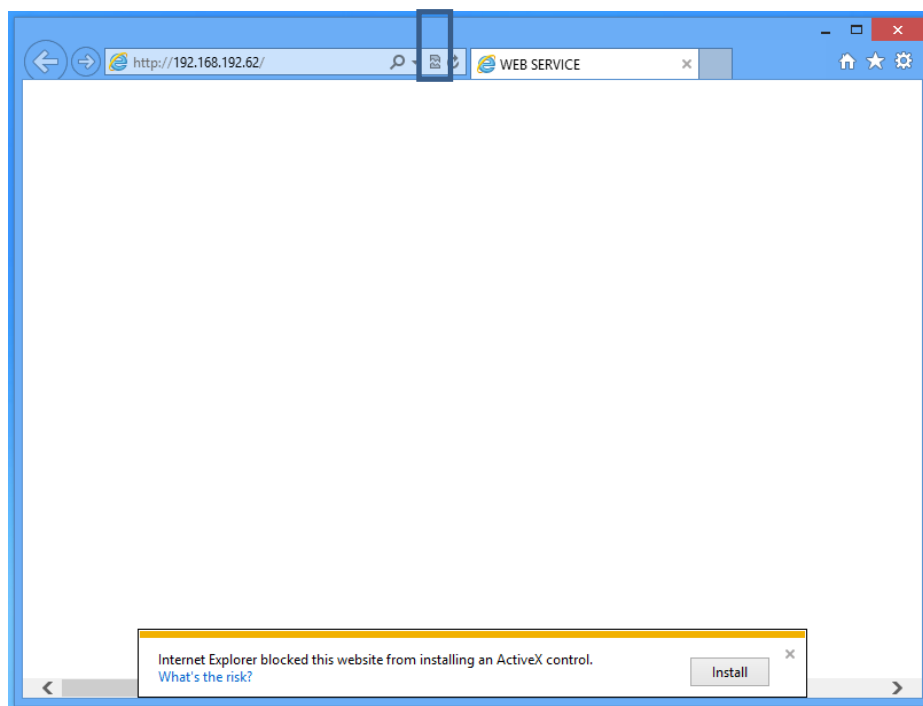 http://192.168.192.62/
WEB SERVICE
Internet Explorer blocked this website from installing an ActiveX control.
What's the risk?
Install